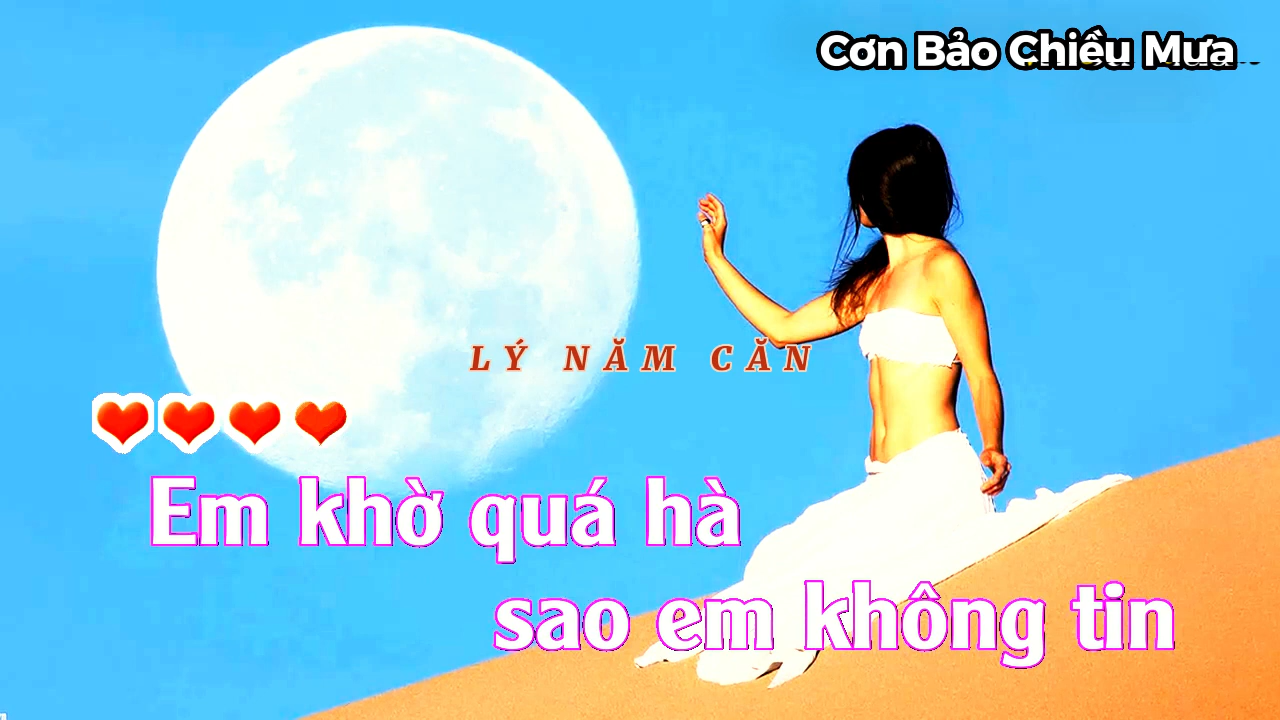 Cơn Bảo Chiều Mưa
LÝ NĂM CĂN
Em khờ quá hà
sao em không tin